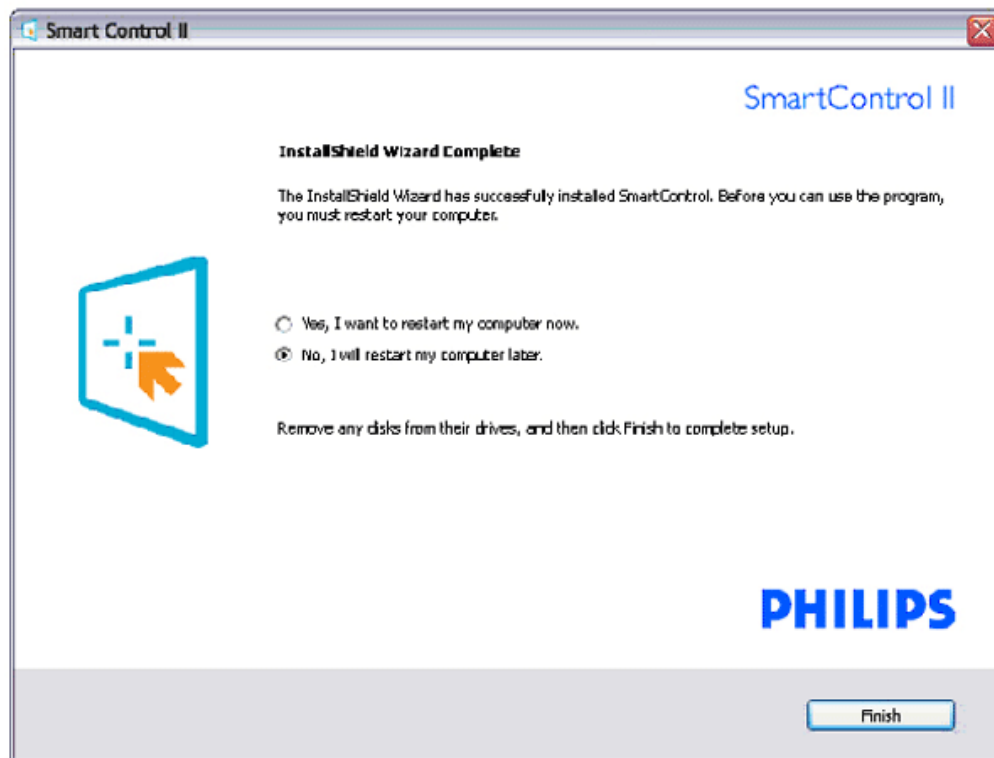 Smart Control II
SmartControl II
InstallShield Wizard Complete
The InstallShield Wizard has successfully installed SmartControl. Before you can use the program,
you must restart your computer.
Yes, I want to restart my computer now.
No, I will restart my computer later.
Remove any disks from their drives, and then click Finish to complete setup.
PHILIPS
Finish